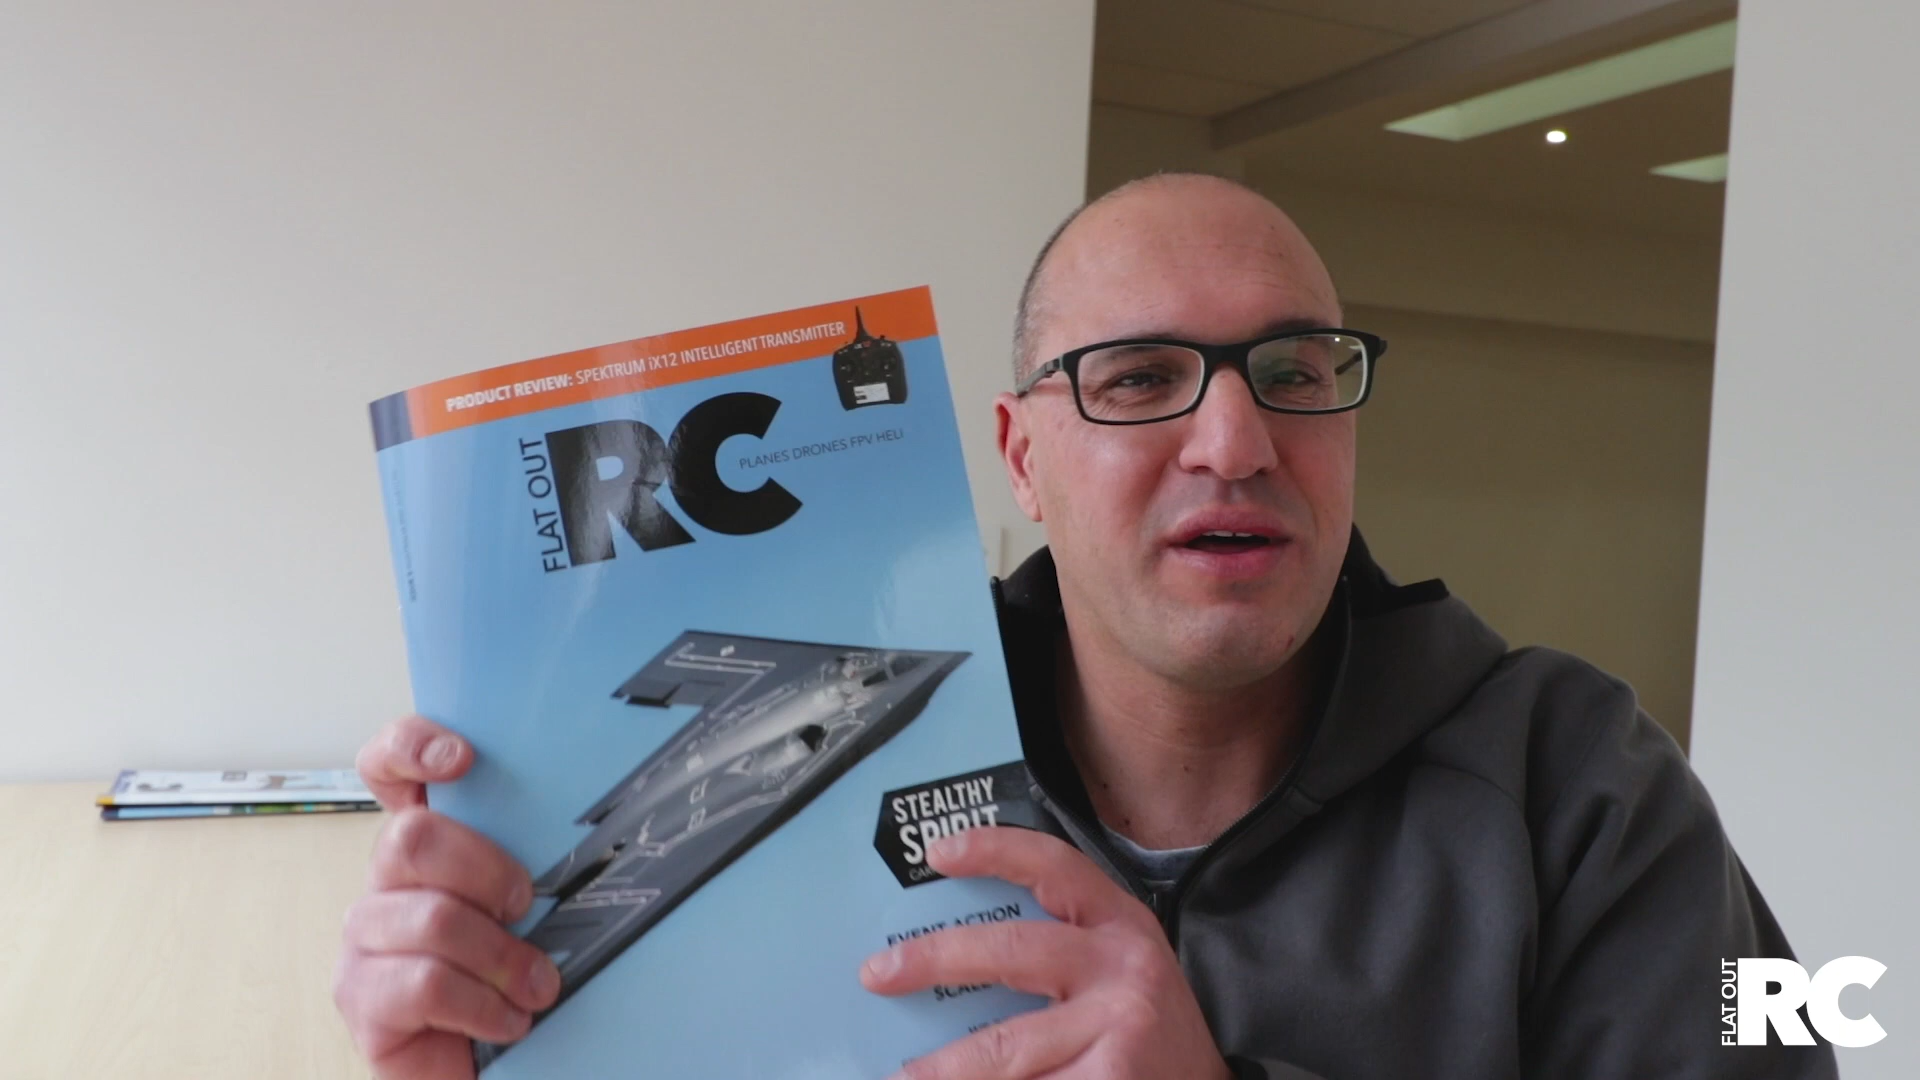 PRODUCT REVIEW: SPEKTRUM iX12 INTELLIGENT TRANSMITTER
FLAT OUT
RC
PLANES DRONES FPV HELI
STEALTHY
SPIRIT
EVENT ACTION
FLAT OUT
RC